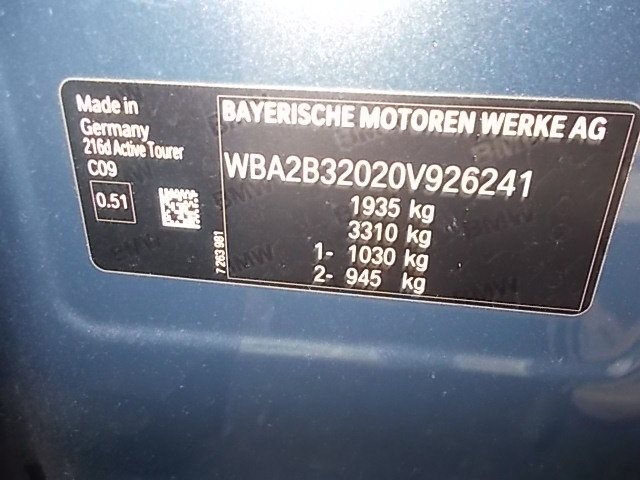 Made in
Germany
216d Active Tourer
C09
0.51
7 263 981
BAYERISCHE MOTOREN WERKE AG
WBA2B32020V926241
1935 kg
3310 kg
1- 1030 kg
2- 945 kg